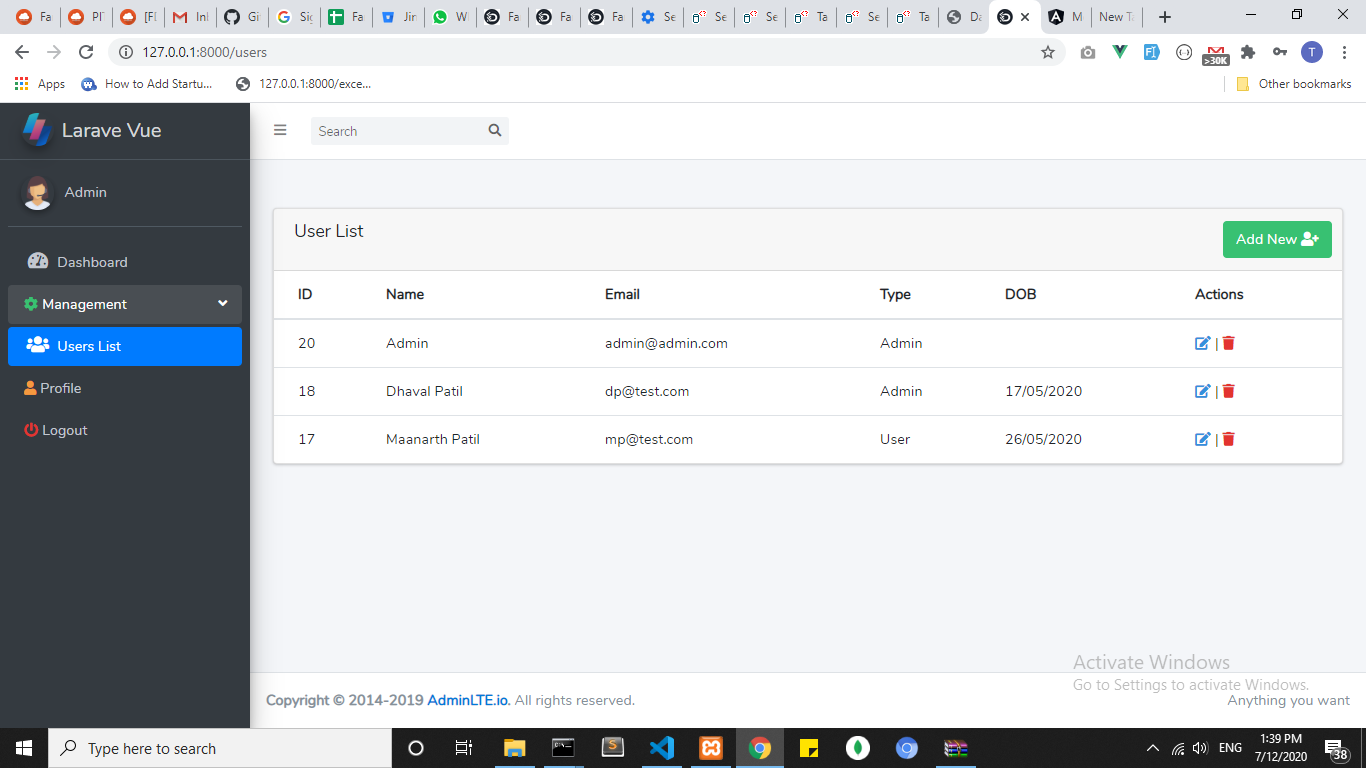 Fa Pl [Fl Inl Gi Sig Fa Jir W Fa Fa Fa Se Se Se Ta Se Ta Da M New T
127.0.0.1:8000/users
>30K
T
Apps How to Add Startu... 127.0.0.1:8000/exce... Other bookmarks
Larave Vue
Search
Admin
Dashboard
Management
Users List
Profile
Logout
User List
Add New
ID Name Email Type DOB Actions
20 Admin admin@admin.com Admin |
18 Dhaval Patil dp@test.com Admin 17/05/2020 |
17 Maanarth Patil mp@test.com User 26/05/2020 |
Activate Windows
Go to Settings to activate Windows.
Copyright © 2014-2019 AdminLTE.io. All rights reserved.
Anything you want
Type here to search
ENG
1:39 PM
7/12/2020
38